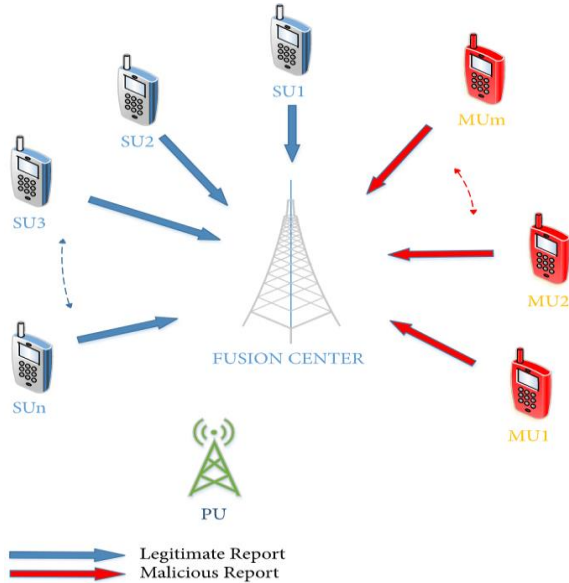 SU1
MUm
SU2
SU3
MU2
FUSION CENTER
SUn
MU1
PU
Legitimate Report
Malicious Report